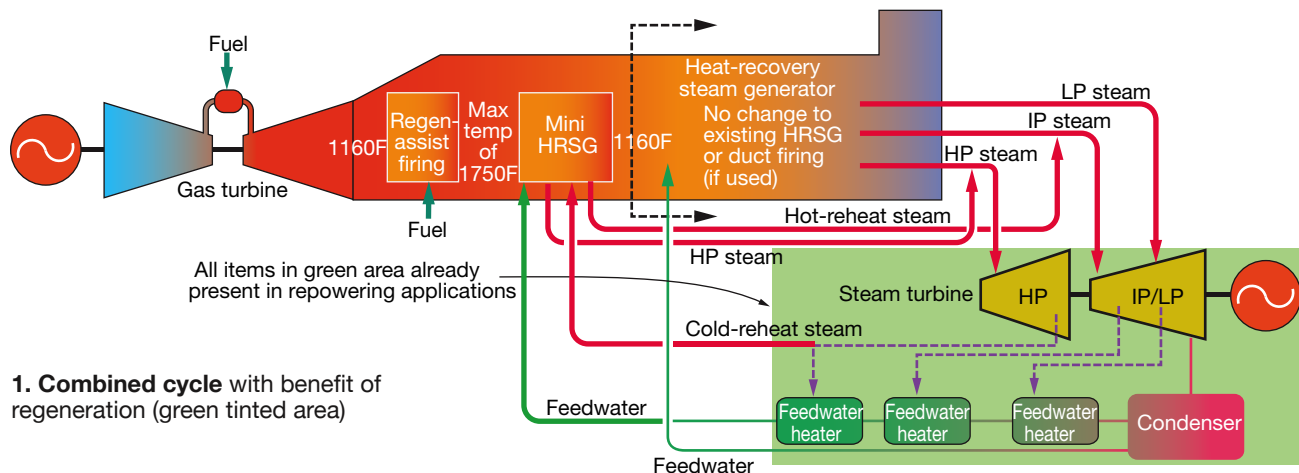 Fuel
Gas turbine
1160F
Regen-
assist
firing
Fuel
Max
temp
of
1750F
Mini
HRSG
1160F
Heat-recovery
steam generator
No change to
existing HRSG
or duct firing
(if used)
LP steam
IP steam
HP steam
Hot-reheat steam
HP steam
All items in green area already
present in repowering applications
Steam turbine
HP
IP/LP
Cold-reheat steam
1. Combined cycle with benefit of
regeneration (green tinted area)
Feedwater
Feedwater
heater
Feedwater
heater
Feedwater
heater
Condenser
Feedwater